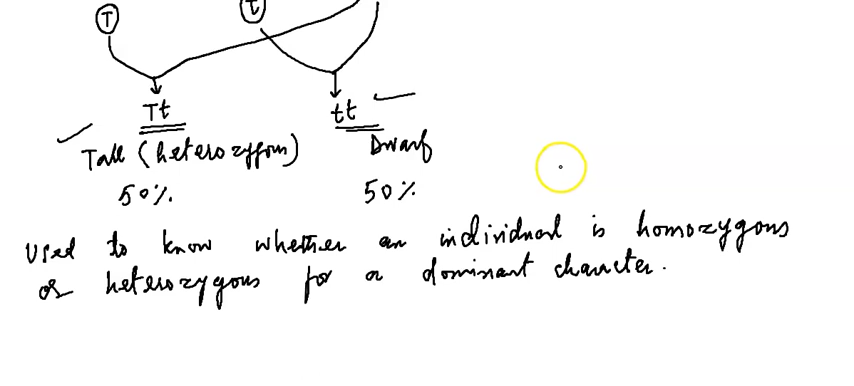 T t
Tt tt
Tall (heterozygous) Dwarf
50% 50%
Used to know whether an individual is homozygous
or heterozygous for a dominant character.